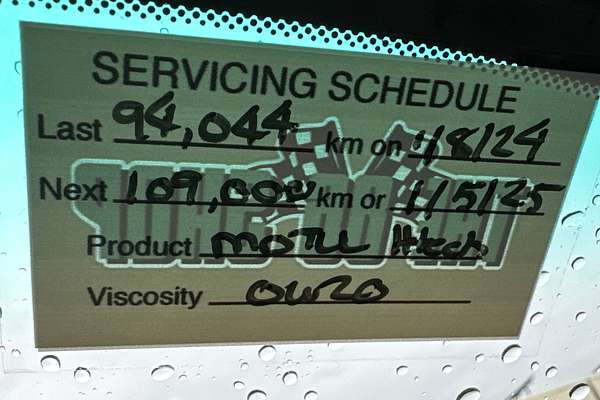 SERVICING SCHEDULE
Last 94,044 km on 1/8/24
Next 109,000 km or 1/5/25
Product MOTUL H-tech
Viscosity 0W20